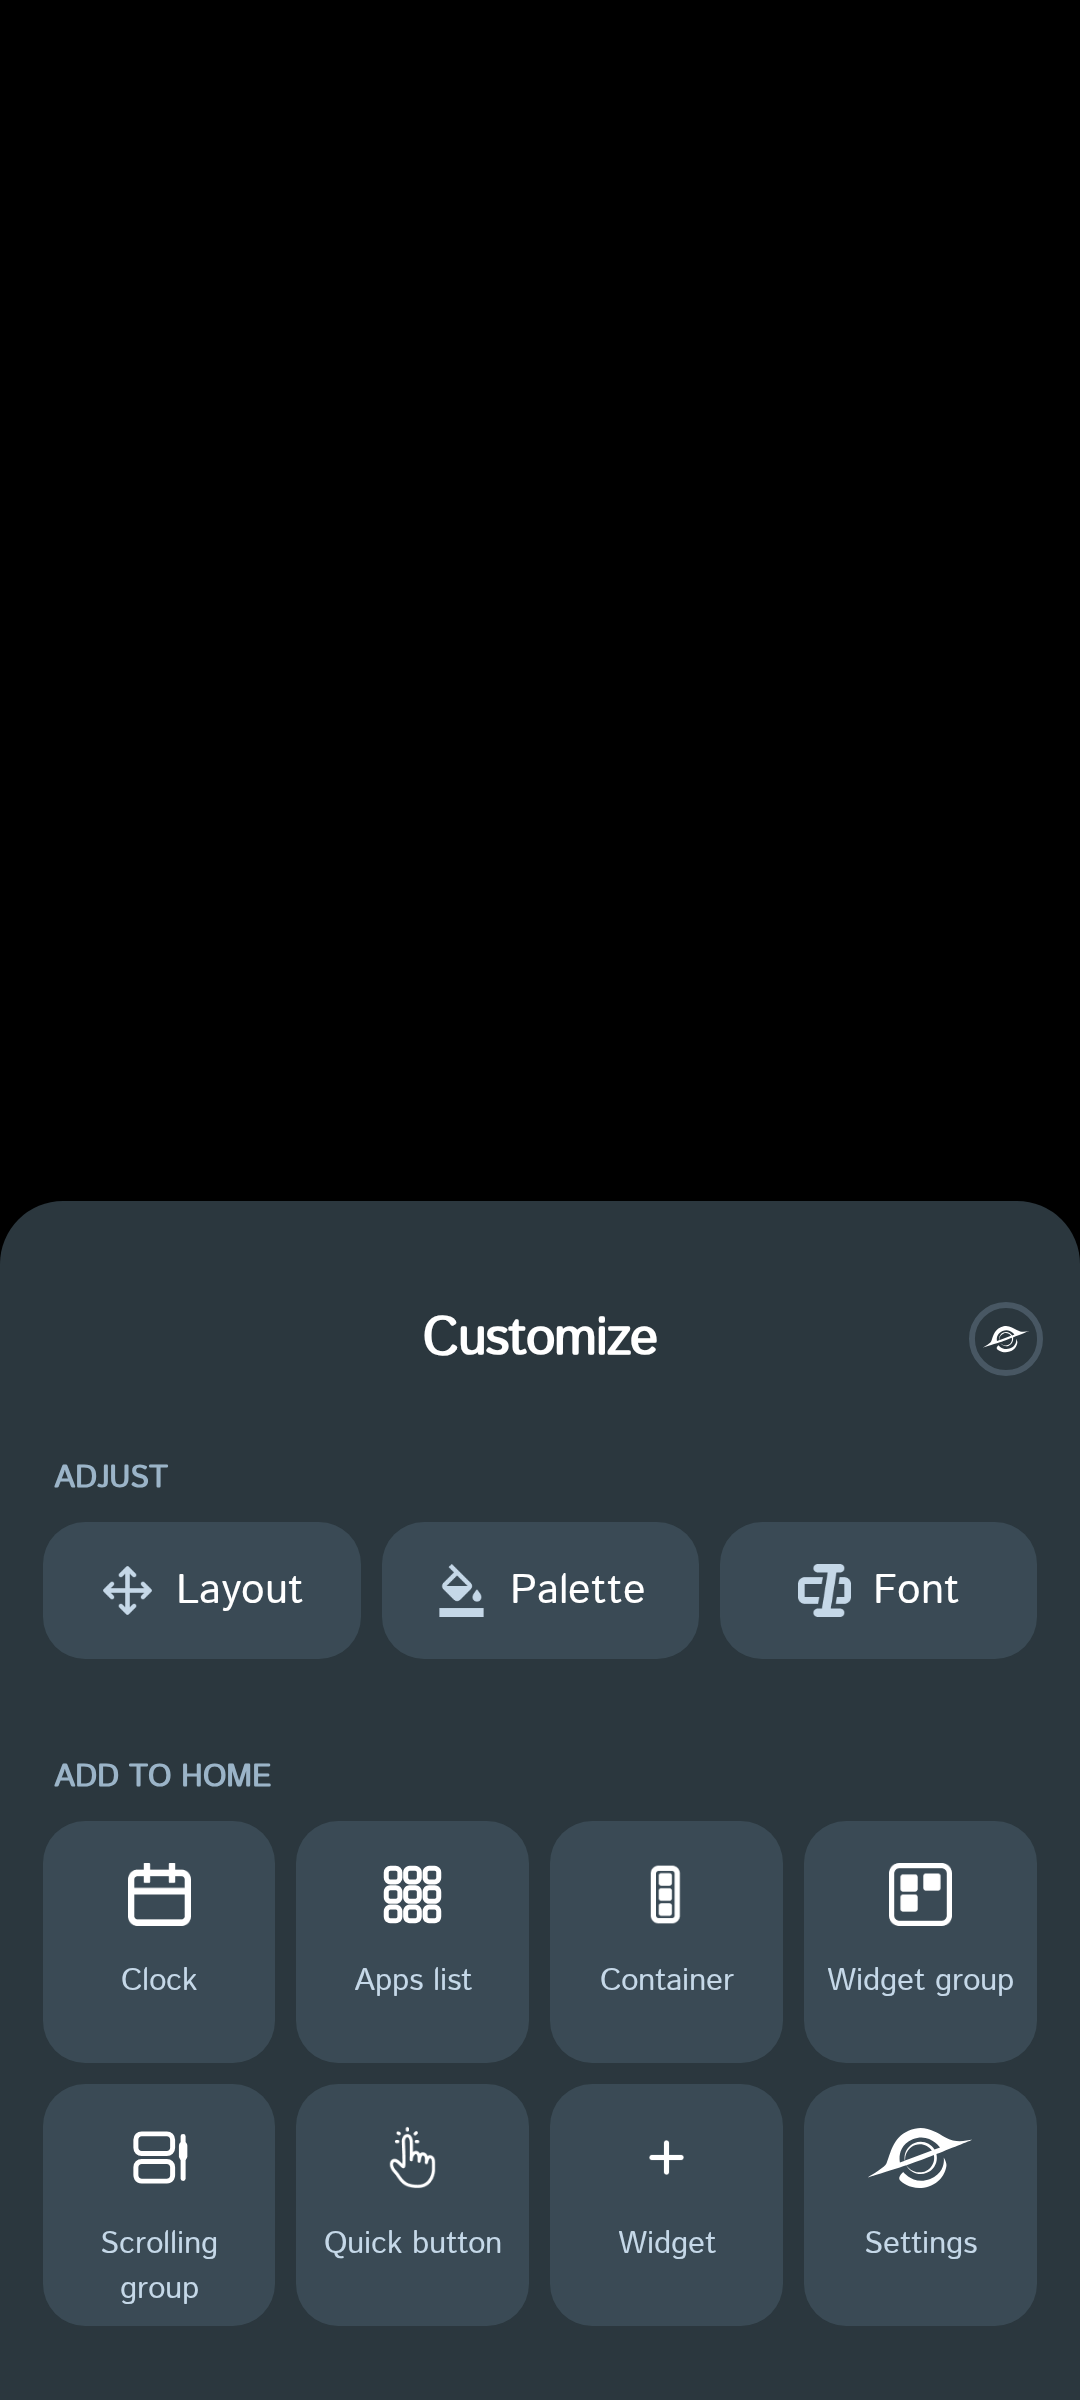 Customize
ADJUST
Layout
Palette
Font
ADD TO HOME
Clock
Apps list
Container
Widget group
Scrolling
group
Quick button
Widget
Settings